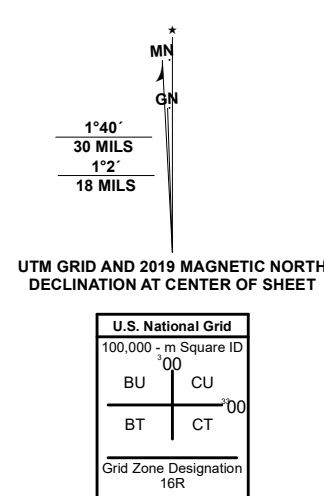 ★
MN
GN
1°40´
30 MILS
1°2´
18 MILS
UTM GRID AND 2019 MAGNETIC NORTH
DECLINATION AT CENTER OF SHEET
U.S. National Grid
100,000 - m Square ID
³00
BU CU
³³00
BT CT
Grid Zone Designation
16R